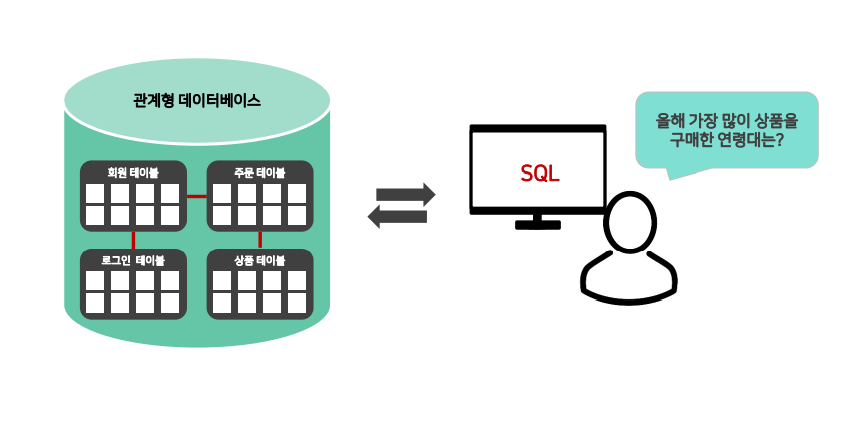 관계형 데이터베이스
회원 테이블
주문 테이블
로그인 테이블
상품 테이블
SQL
올해 가장 많이 상품을
구매한 연령대는?